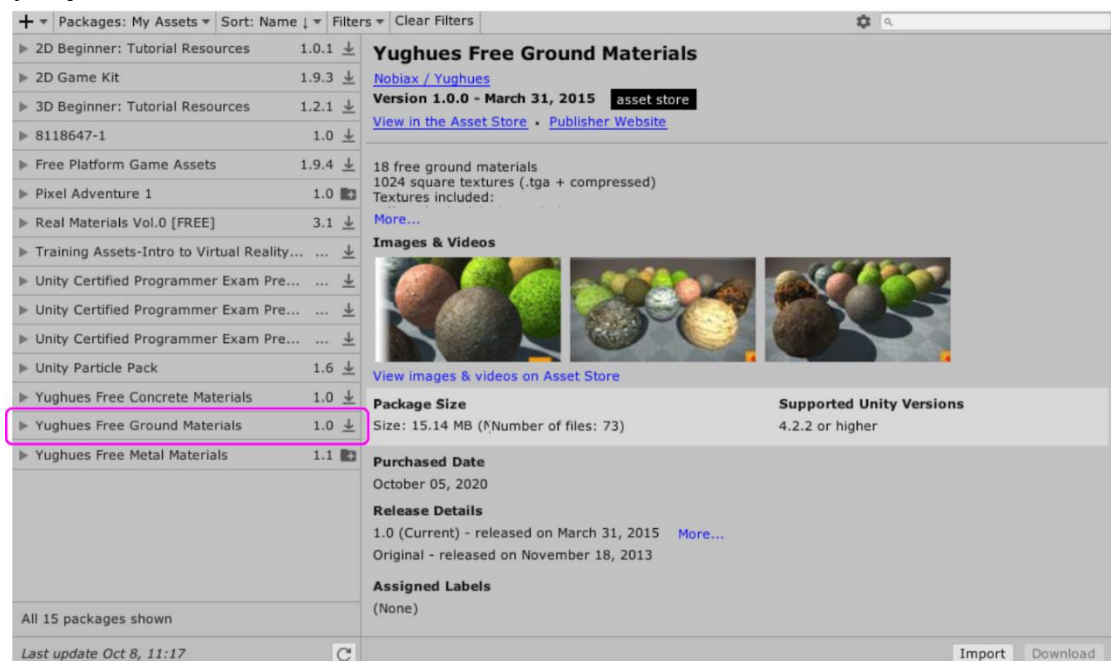 Packages: My Assets Sort: Name ↓ Filters Clear Filters
2D Beginner: Tutorial Resources 1.0.1
2D Game Kit 1.9.3
3D Beginner: Tutorial Resources 1.2.1
8118647-1 1.0
Free Platform Game Assets 1.9.4
Pixel Adventure 1 1.0
Real Materials Vol.0 [FREE] 3.1
Training Assets-Intro to Virtual Reality... ...
Unity Certified Programmer Exam Pre... ...
Unity Certified Programmer Exam Pre... ...
Unity Certified Programmer Exam Pre... ...
Unity Particle Pack 1.6
Yughues Free Concrete Materials 1.0
Yughues Free Ground Materials 1.0
Yughues Free Metal Materials 1.1
All 15 packages shown
Last update Oct 8, 11:17
Yughues Free Ground Materials
Nobiax / Yughues
Version 1.0.0 - March 31, 2015 asset store
View in the Asset Store • Publisher Website
18 free ground materials
1024 square textures (.tga + compressed)
Textures included:
More...
Images & Videos
View images & videos on Asset Store
Package Size
Size: 15.14 MB (Number of files: 73)
Supported Unity Versions
4.2.2 or higher
Purchased Date
October 05, 2020
Release Details
1.0 (Current) - released on March 31, 2015 More...
Original - released on November 18, 2013
Assigned Labels
(None)
Import Download